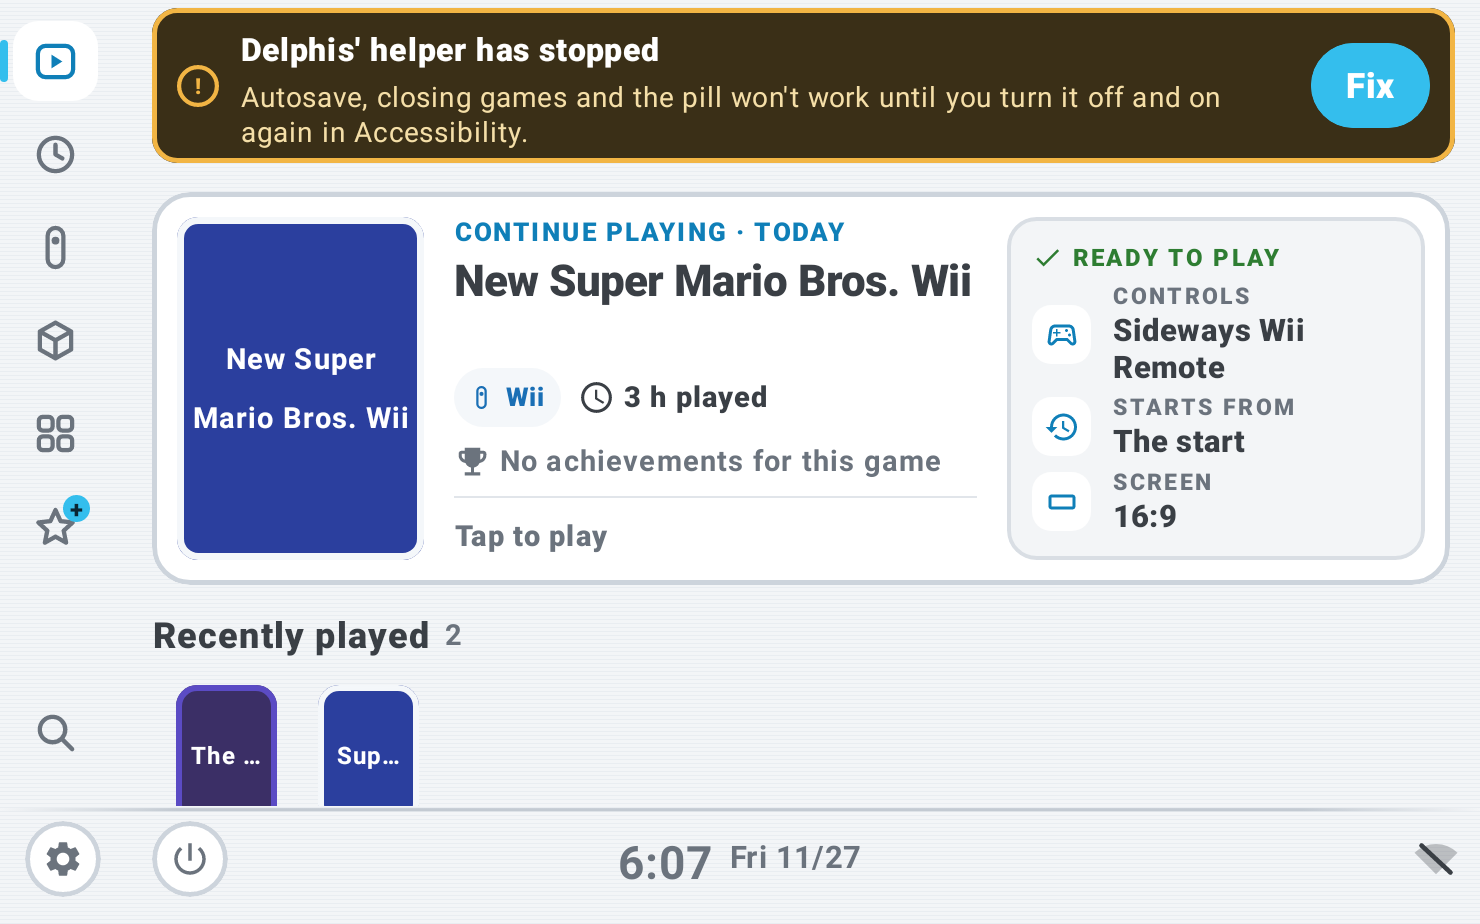 Delphis' helper has stopped
Autosave, closing games and the pill won't work until you turn it off and on
again in Accessibility.
Fix
New Super
Mario Bros. Wii
CONTINUE PLAYING · TODAY
New Super Mario Bros. Wii
Wii
3 h played
No achievements for this game
Tap to play
READY TO PLAY
CONTROLS
Sideways Wii
Remote
STARTS FROM
The start
SCREEN
16:9
Recently played 2
The ...
Sup...
6:07 Fri 11/27